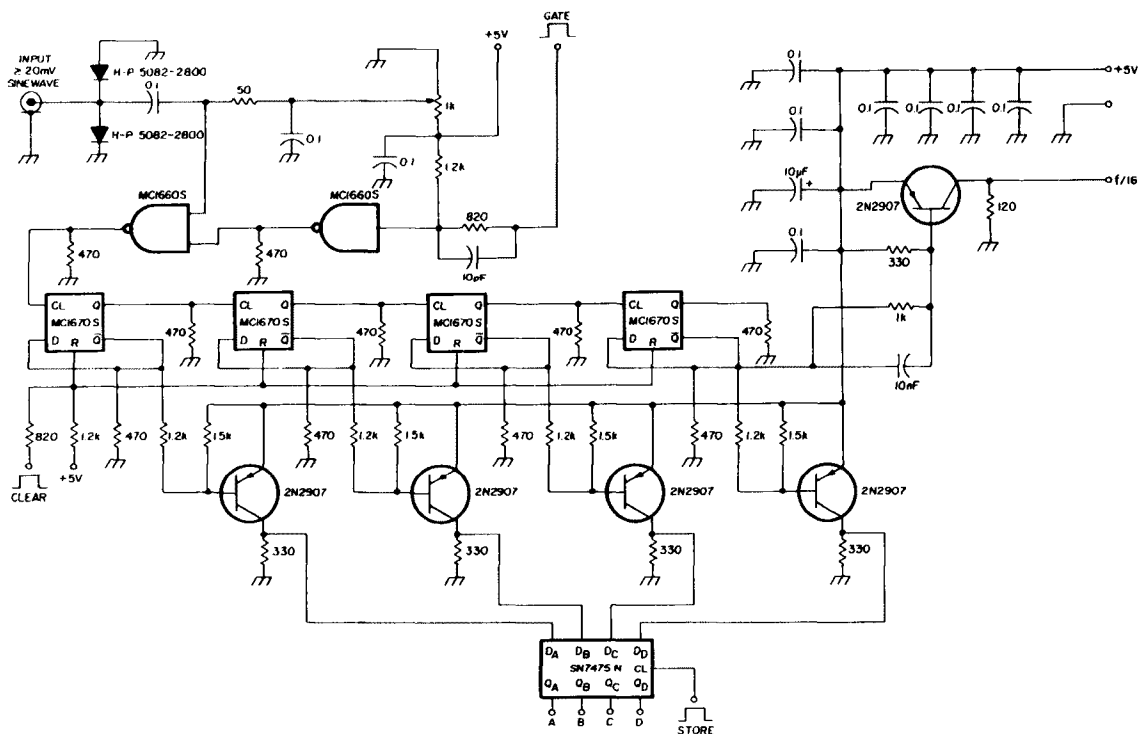 GATE
+5V
INPUT
≥ 20mV
SINEWAVE
H-P 5082-2800
0.1
50
1k
0.1
H-P 5082-2800
0.1
1.2k
MC1660S
MC1660S
820
10pF
470
470
0.1
+5V
0.1
0.1
0.1
0.1
0.1
10µF
+
2N2907
f/16
120
0.1
330
1k
10nF
CL Q
MC1670S
D R Q̅
470
CL Q
MC1670S
D R Q̅
470
CL Q
MC1670S
D R Q̅
470
CL Q
MC1670S
D R Q̅
470
820
1.2k
470
1.2k
1.5k
470
1.2k
1.5k
470
1.2k
1.5k
470
1.2k
1.5k
CLEAR
+5V
2N2907
2N2907
2N2907
2N2907
330
330
330
330
DA DB DC DD
SN7475N CL
QA QB QC QD
A B C D
STORE